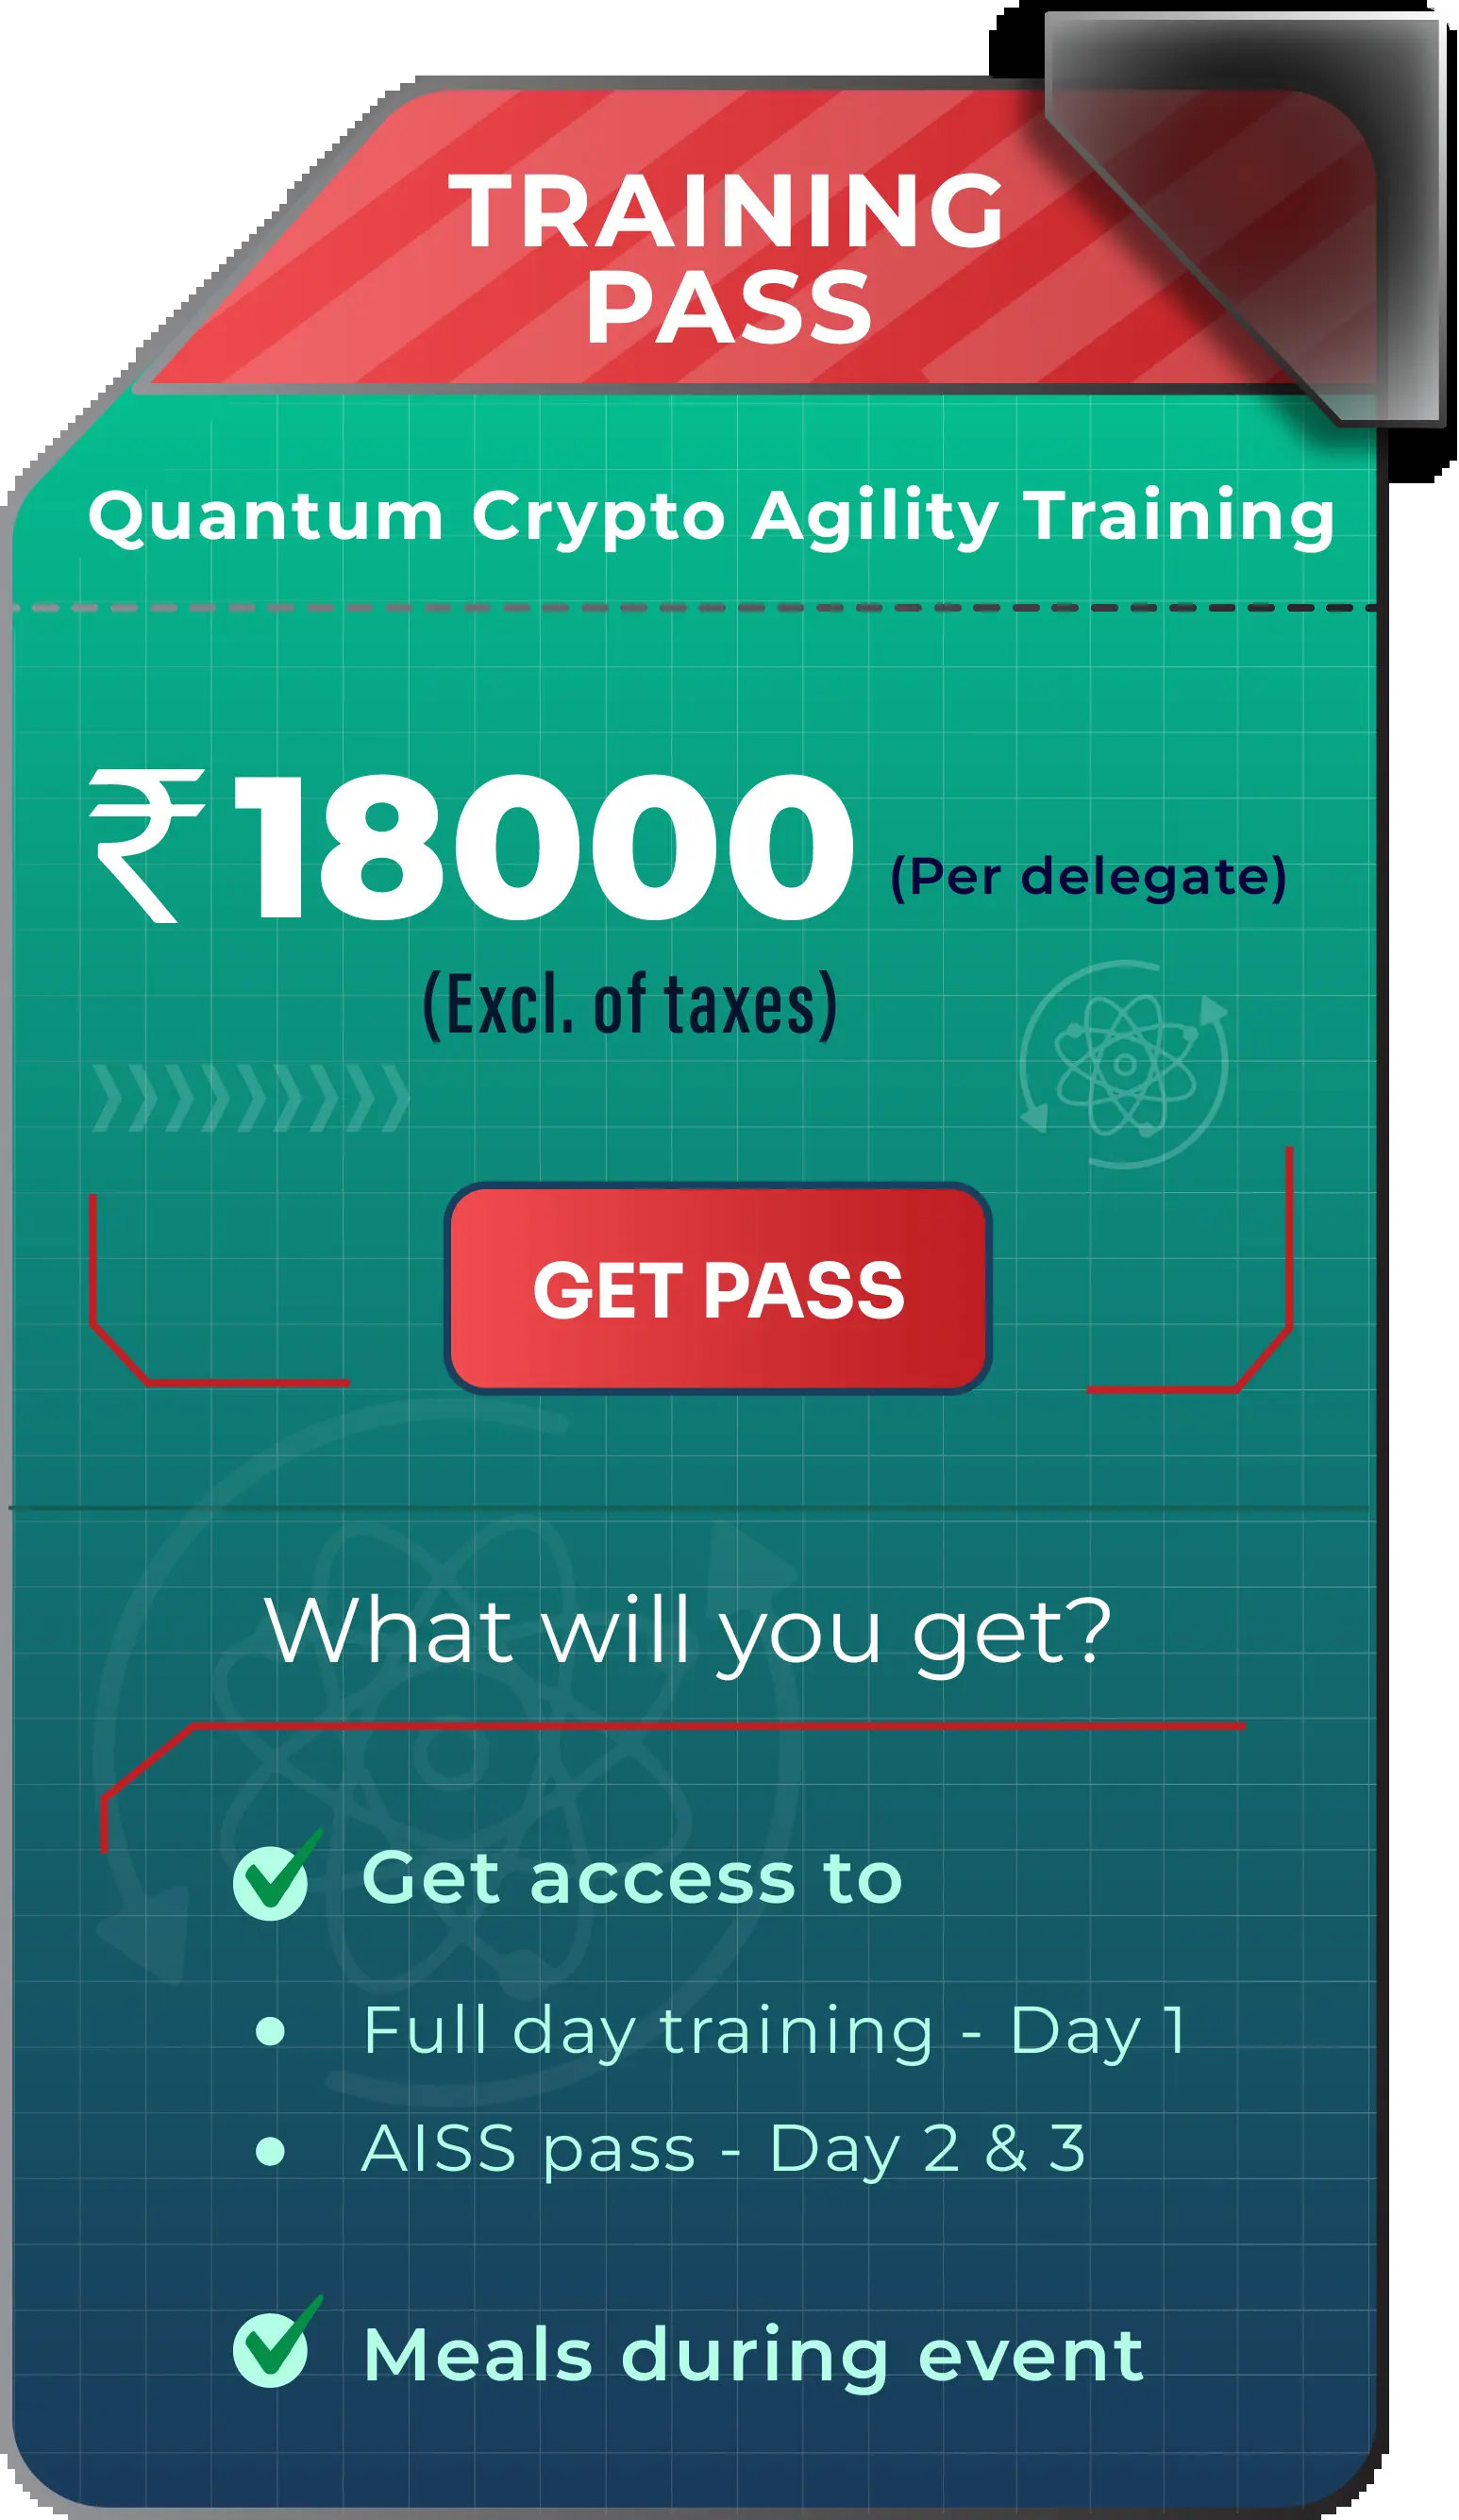 TRAINING
PASS
Quantum Crypto Agility Training
₹18000 (Per delegate)
(Excl. of taxes)
GET PASS
What will you get?
Get access to
• Full day training - Day 1
• AISS pass - Day 2 & 3
Meals during event